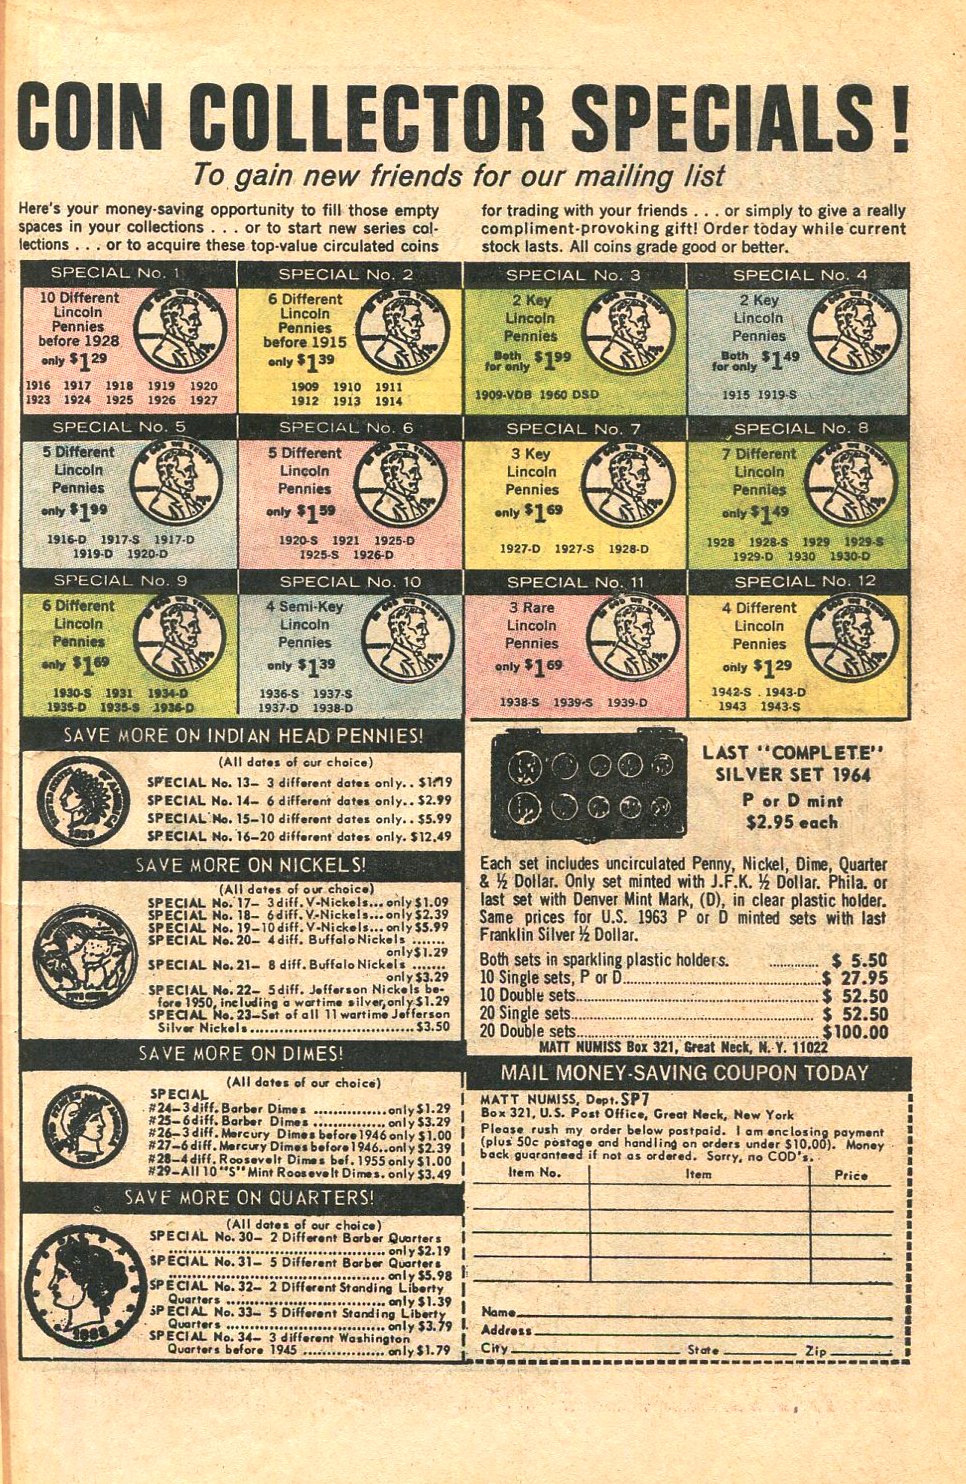 COIN COLLECTOR SPECIALS!
To gain new friends for our mailing list
Here's your money-saving opportunity to fill those empty
spaces in your collections . . . or to start new series col-
lections . . . or to acquire these top-value circulated coins
for trading with your friends . . . or simply to give a really
compliment-provoking gift! Order today while current
stock lasts. All coins grade good or better.
SPECIAL No. 1
10 Different
Lincoln
Pennies
before 1928
only $1.29
1916 1917 1918 1919 1920
1923 1924 1925 1926 1927
SPECIAL No. 2
6 Different
Lincoln
Pennies
before 1915
only $1.39
1909 1910 1911
1912 1913 1914
SPECIAL No. 3
2 Key
Lincoln
Pennies
Both
for only $1.99
1909-VDB 1960 DSD
SPECIAL No. 4
2 Key
Lincoln
Pennies
Both
for only $1.49
1915 1919-S
SPECIAL No. 5
5 Different
Lincoln
Pennies
only $1.99
1916-D 1917-S 1917-D
1919-D 1920-D
SPECIAL No. 6
5 Different
Lincoln
Pennies
only $1.59
1920-S 1921 1925-D
1925-S 1926-D
SPECIAL No. 7
3 Key
Lincoln
Pennies
only $1.69
1927-D 1927-S 1928-D
SPECIAL No. 8
7 Different
Lincoln
Pennies
only $1.49
1928 1928-S 1929 1929-S
1929-D 1930 1930-D
SPECIAL No. 9
6 Different
Lincoln
Pennies
only $1.69
1930-S 1931 1934-D
1935-D 1935-S 1936-D
SPECIAL No. 10
4 Semi-Key
Lincoln
Pennies
only $1.39
1936-S 1937-S
1937-D 1938-D
SPECIAL No. 11
3 Rare
Lincoln
Pennies
only $1.69
1938-S 1939-S 1939-D
SPECIAL No. 12
4 Different
Lincoln
Pennies
only $1.29
1942-S . 1943-D
1943 1943-S
SAVE MORE ON INDIAN HEAD PENNIES!
(All dates of our choice)
SPECIAL No. 13– 3 different dates only.. $1.19
SPECIAL No. 14– 6 different dates only.. $2.99
SPECIAL No. 15–10 different dates only.. $5.99
SPECIAL No. 16–20 different dates only. $12.49
SAVE MORE ON NICKELS!
(All dates of our choice)
SPECIAL No. 17– 3 diff. V-Nickels... only $1.09
SPECIAL No. 18– 6 diff. V-Nickels... only $2.39
SPECIAL No. 19–10 diff. V-Nickels... only $5.99
SPECIAL No. 20– 4 diff. Buffalo Nickels .......
only $1.29
SPECIAL No. 21– 8 diff. Buffalo Nickels .......
only $3.29
SPECIAL No. 22– 5 diff. Jefferson Nickels be-
fore 1950, including a wartime silver, only $1.29
SPECIAL No. 23–Set of all 11 wartime Jefferson
Silver Nickels.............................. $3.50
SAVE MORE ON DIMES!
(All dates of our choice)
SPECIAL
#24–3 diff. Barber Dimes ............... only $1.29
#25–6 diff. Barber Dimes ............... only $3.29
#26–3 diff. Mercury Dimes before 1946 only $1.00
#27–6 diff. Mercury Dimes before 1946.. only $2.39
#28–4 diff. Roosevelt Dimes bef. 1955 only $1.00
#29–All 10 "S" Mint Roosevelt Dimes. only $3.49
SAVE MORE ON QUARTERS!
(All dates of our choice)
SPECIAL No. 30– 2 Different Barber Quarters
............................................ only $2.19
SPECIAL No. 31– 5 Different Barber Quarters
............................................ only $5.98
SPECIAL No. 32– 2 Different Standing Liberty
Quarters ................................ only $1.39
SPECIAL No. 33– 5 Different Standing Liberty
Quarters ................................ only $3.79
SPECIAL No. 34– 3 different Washington
Quarters before 1945 ................. only $1.79
LAST "COMPLETE"
SILVER SET 1964
P or D mint
$2.95 each
Each set includes uncirculated Penny, Nickel, Dime, Quarter
& ½ Dollar. Only set minted with J.F.K. ½ Dollar. Phila. or
last set with Denver Mint Mark, (D), in clear plastic holder.
Same prices for U.S. 1963 P or D minted sets with last
Franklin Silver ½ Dollar.
Both sets in sparkling plastic holders. ............ $ 5.50
10 Single sets, P or D.............................. $ 27.95
10 Double sets...................................... $ 52.50
20 Single sets...................................... $ 52.50
20 Double sets...................................... $100.00
MATT NUMISS Box 321, Great Neck, N. Y. 11022
MAIL MONEY-SAVING COUPON TODAY
MATT NUMISS, Dept. SP7
Box 321, U.S. Post Office, Great Neck, New York
Please rush my order below postpaid. I am enclosing payment
(plus 50c postage and handling on orders under $10.00). Money
back guaranteed if not as ordered. Sorry, no COD's.
Item No. Item Price
Name
Address
City State Zip